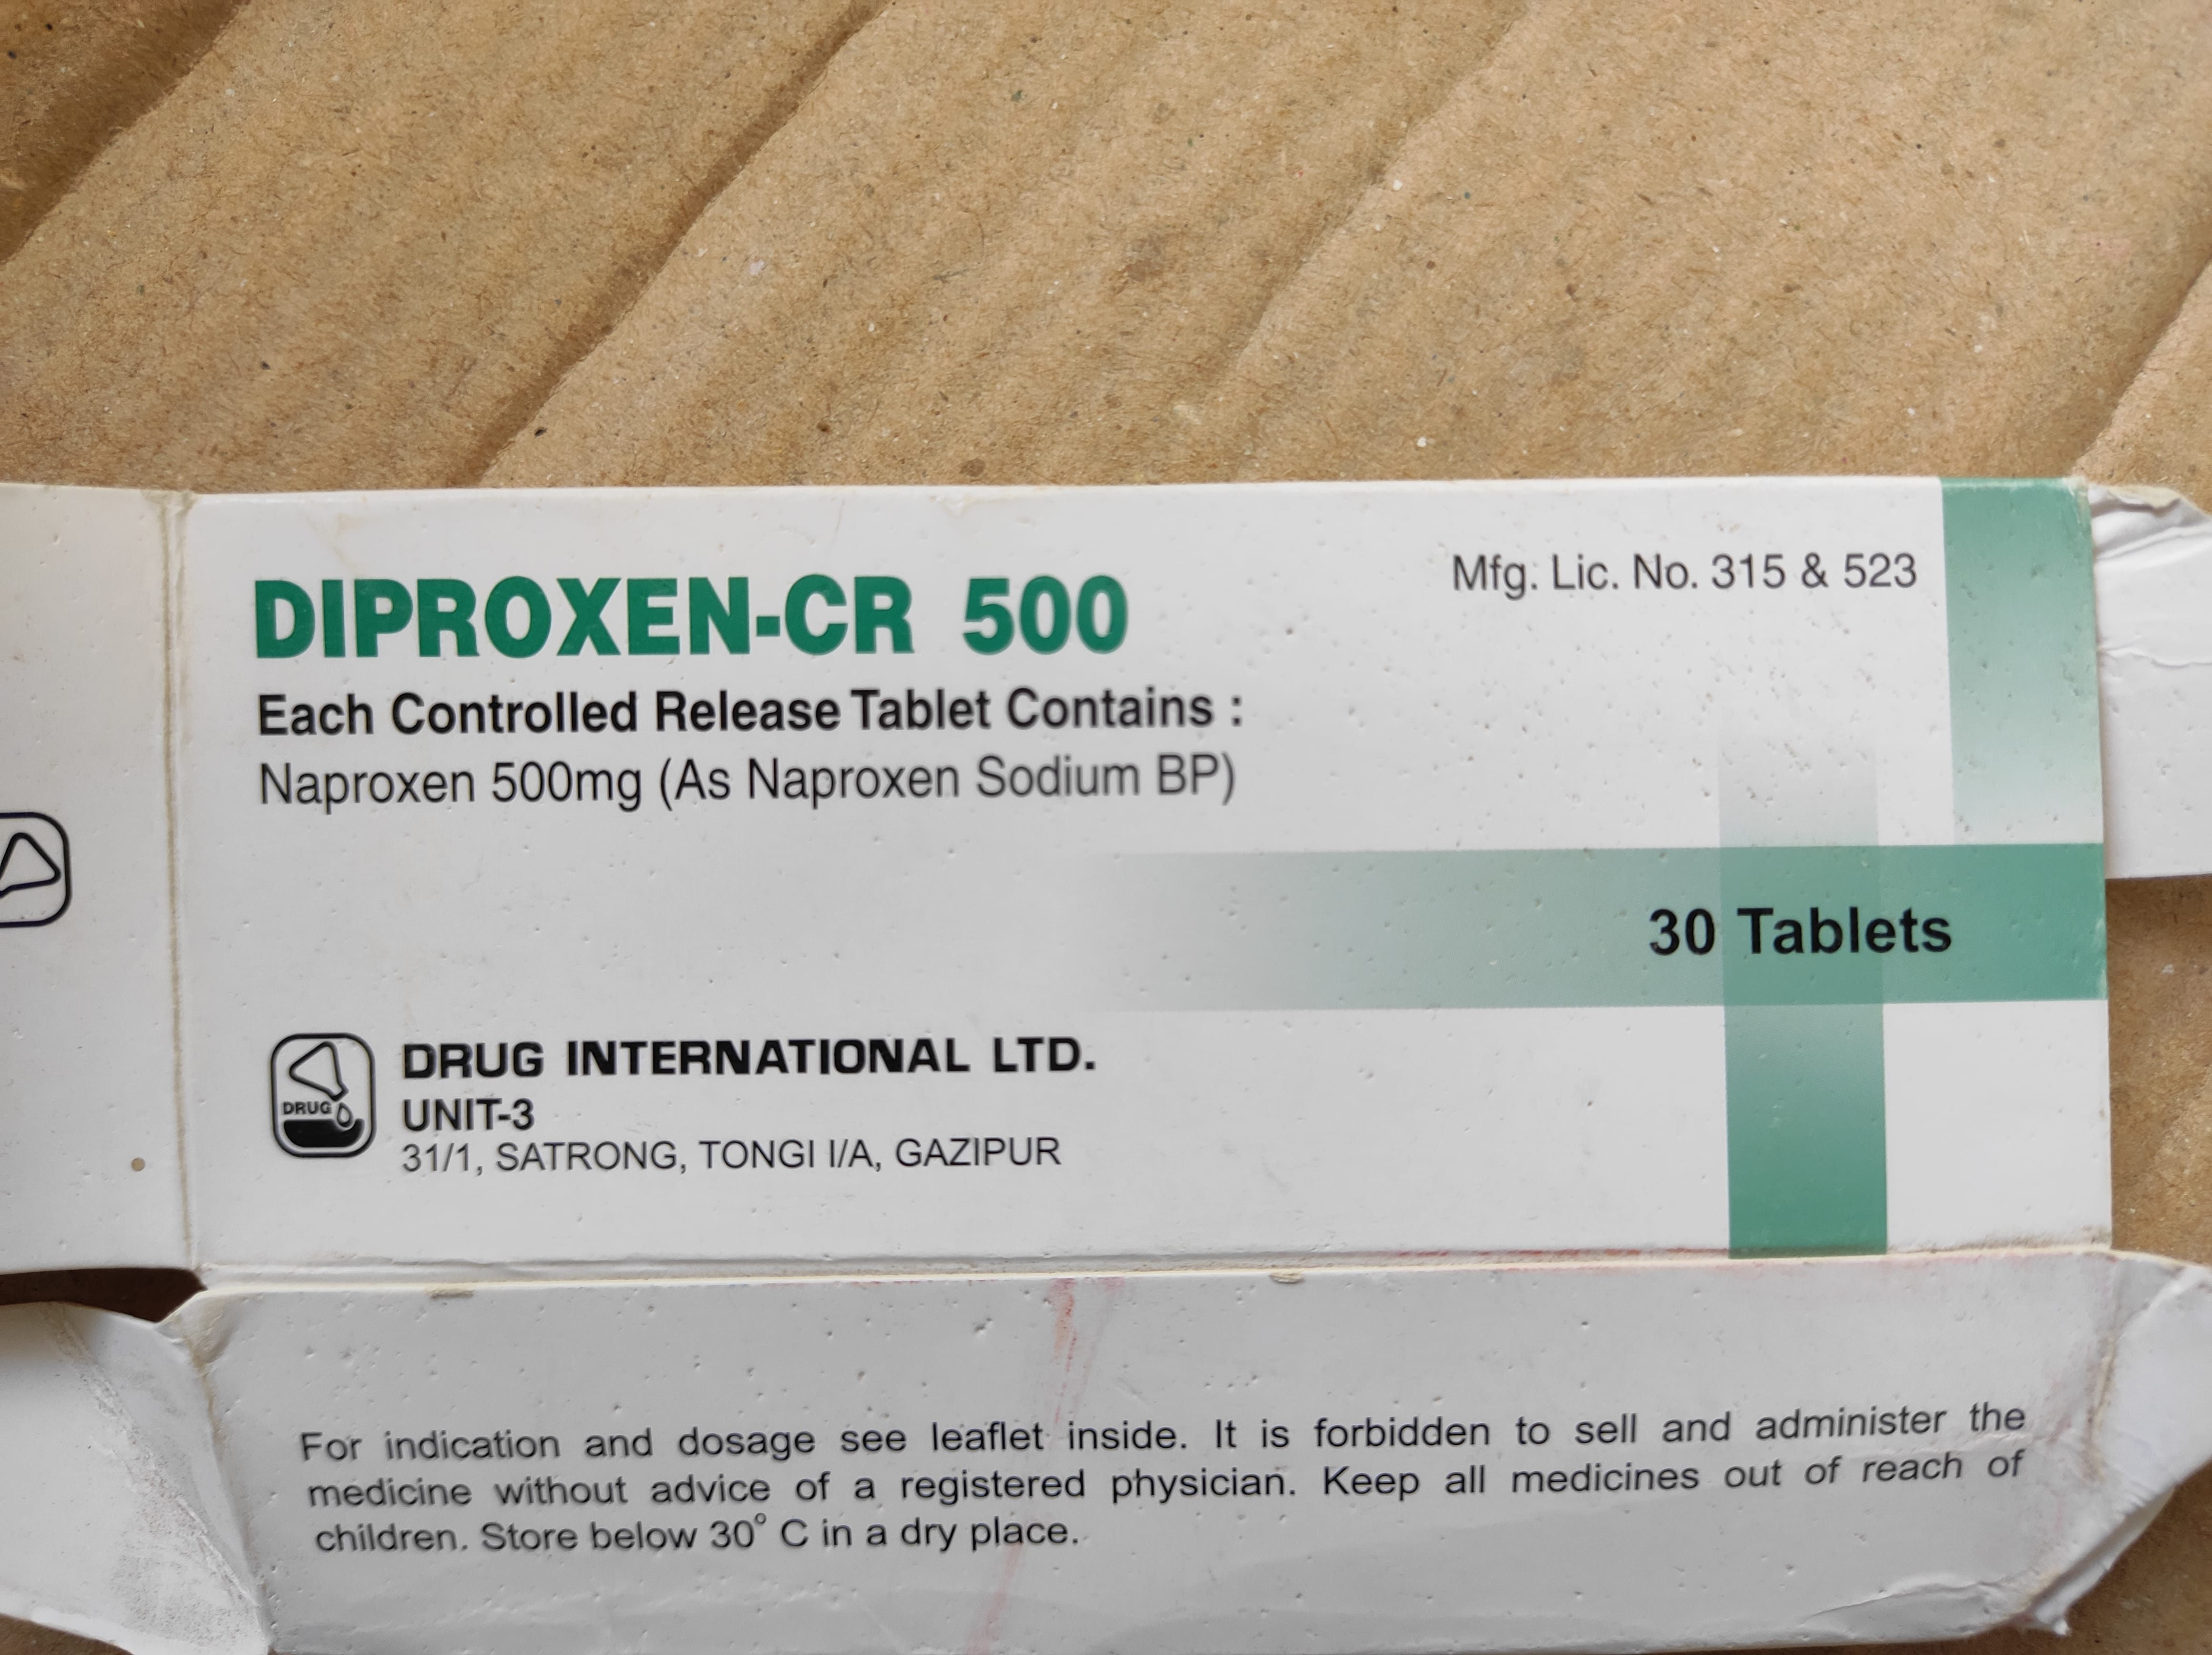 DIPROXEN-CR 500
Mfg. Lic. No. 315 & 523
Each Controlled Release Tablet Contains :
Naproxen 500mg (As Naproxen Sodium BP)
30 Tablets
DRUG
DRUG INTERNATIONAL LTD.
UNIT-3
31/1, SATRONG, TONGI I/A, GAZIPUR
For indication and dosage see leaflet inside. It is forbidden to sell and administer the
medicine without advice of a registered physician. Keep all medicines out of reach of
children. Store below 30° C in a dry place.